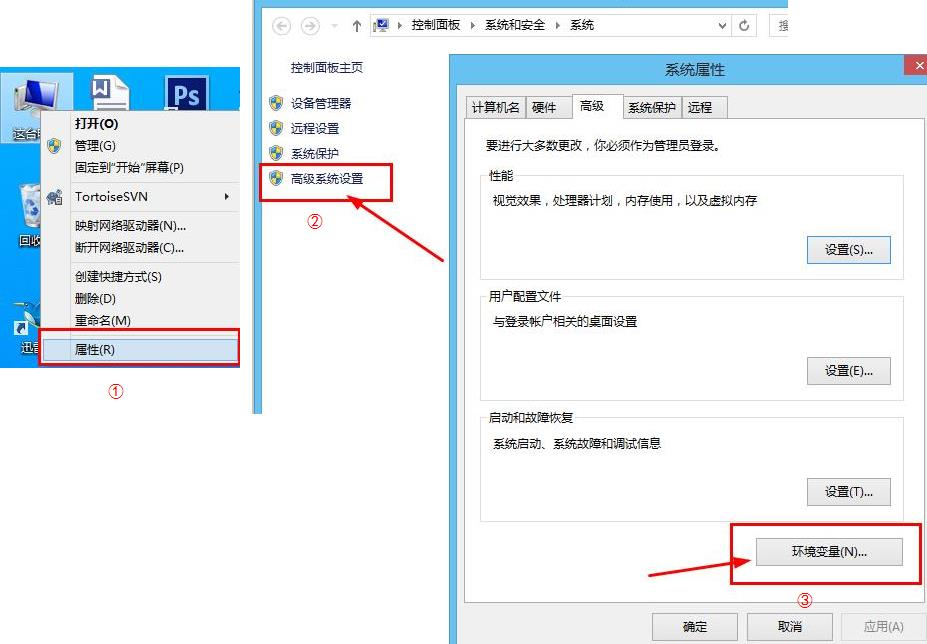 这台
回收
迅雷
W
Ps
打开(O)
管理(G)
固定到"开始"屏幕(P)
TortoiseSVN
映射网络驱动器(N)...
断开网络驱动器(C)...
创建快捷方式(S)
删除(D)
重命名(M)
属性(R)
①
控制面板 系统和安全 系统
搜
控制面板主页
设备管理器
远程设置
系统保护
高级系统设置
②
系统属性
计算机名 硬件 高级 系统保护 远程
要进行大多数更改，你必须作为管理员登录。
性能
视觉效果，处理器计划，内存使用，以及虚拟内存
设置(S)...
用户配置文件
与登录帐户相关的桌面设置
设置(E)...
启动和故障恢复
系统启动、系统故障和调试信息
设置(T)...
环境变量(N)...
③
确定 取消 应用(A)